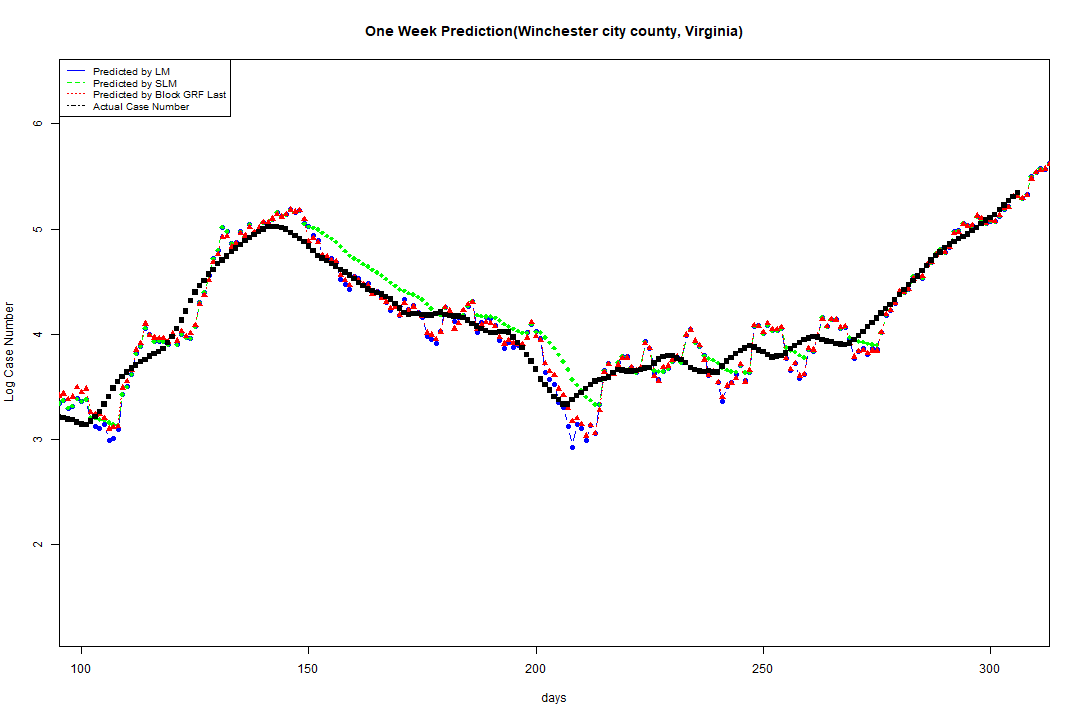 One Week Prediction(Winchester city county, Virginia)
Predicted by LM
Predicted by SLM
Predicted by Block GRF Last
Actual Case Number
Log Case Number
6
5
4
3
2
100 150 200 250 300
days